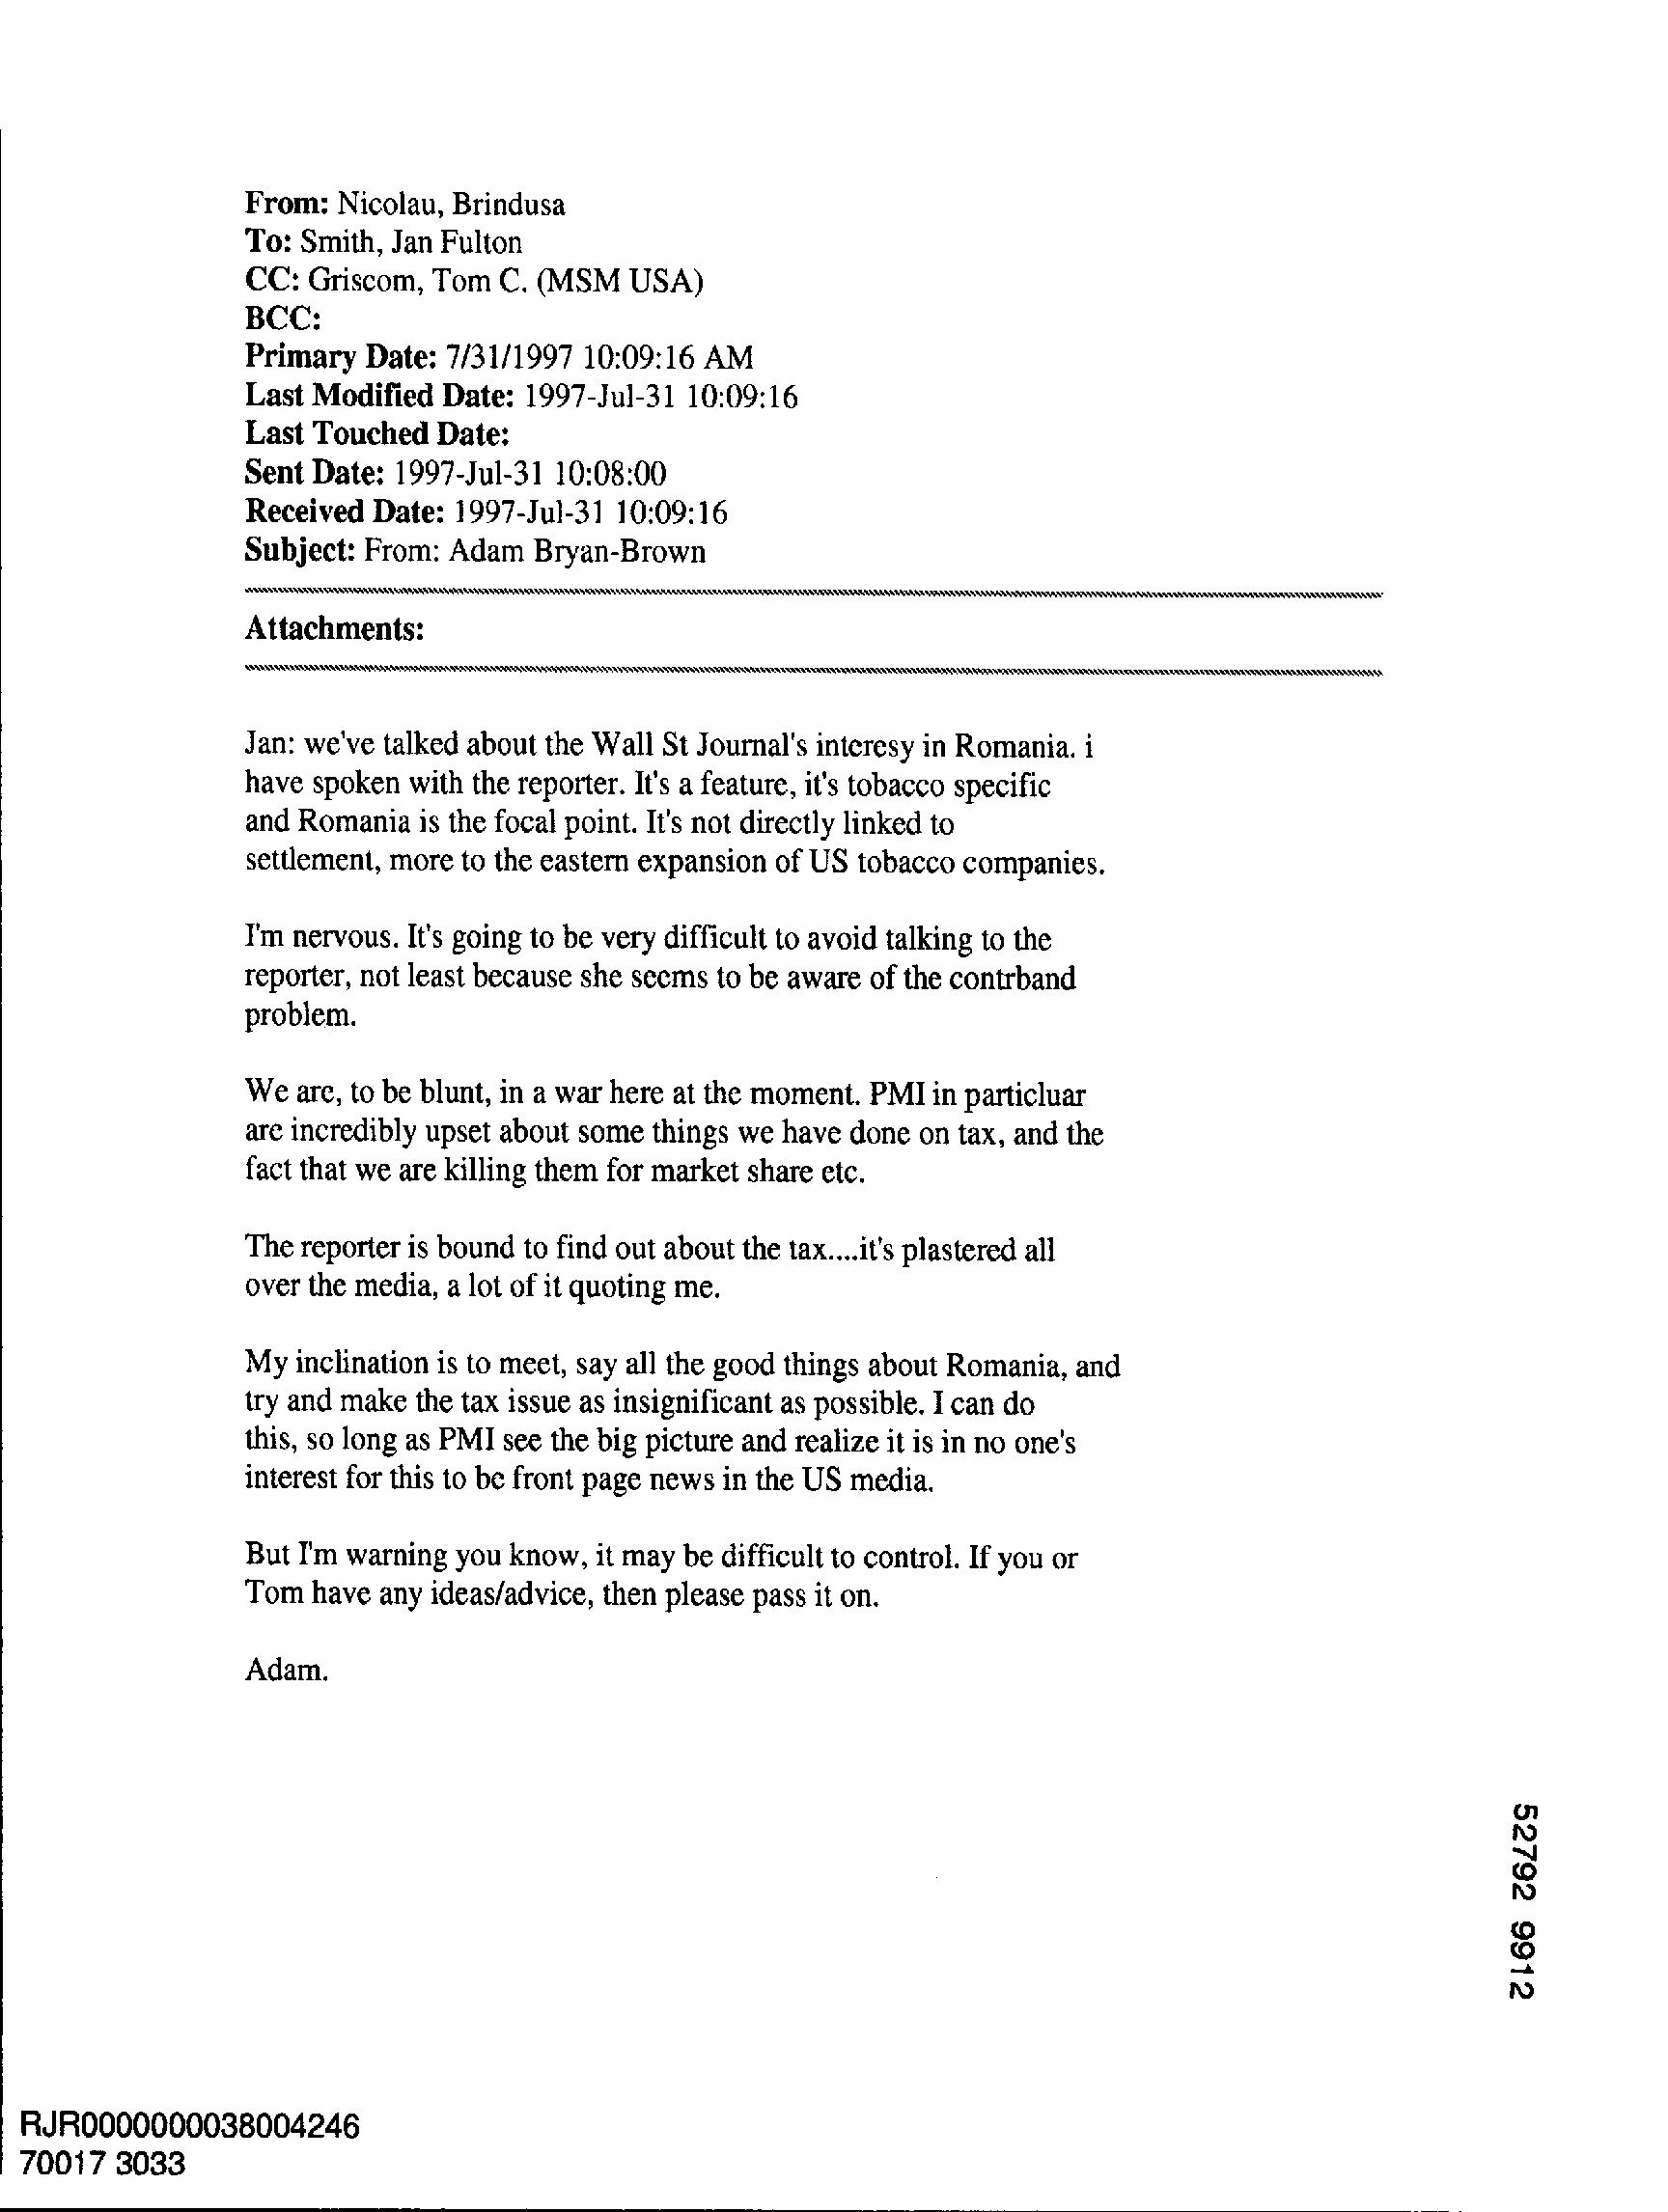 From: Nicolau, Brindusa
To: Smith, Jan Fulton
CC: Griscom, Tom C. (MSM USA)
BCC:
Primary Date: 7/31/1997 10:09:16 AM
Last Modified Date: 1997-Jul-31 10:09:16
Last Touched Date:
Sent Date: 1997-Jul-31 10:08:00
Received Date: 1997-Jul-31 10:09:16
Subject: From: Adam Bryan-Brown
Attachments:
Jan: we've talked about the Wall St Journal's interesy in Romania. i
have spoken with the reporter. It's a feature, it's tobacco specific
and Romania is the focal point. It's not directly linked to
settlement, more to the eastern expansion of US tobacco companies.
I'm nervous. It's going to be very difficult to avoid talking to the
reporter, not least because she seems to be aware of the contrband
problem.
We are, to be blunt, in a war here at the moment. PMI in particluar
are incredibly upset about some things we have done on tax, and the
fact that we are killing them for market share etc.
The reporter is bound to find out about the tax....it's plastered all
over the media, a lot of it quoting me.
My inclination is to meet, say all the good things about Romania, and
try and make the tax issue as insignificant as possible. I can do
this, so long as PMI see the big picture and realize it is in no one's
interest for this to be front page news in the US media.
But I'm warning you know, it may be difficult to control. If you or
Tom have any ideas/advice, then please pass it on.
Adam.
52792 9912
RJR0000000038004246
70017 3033